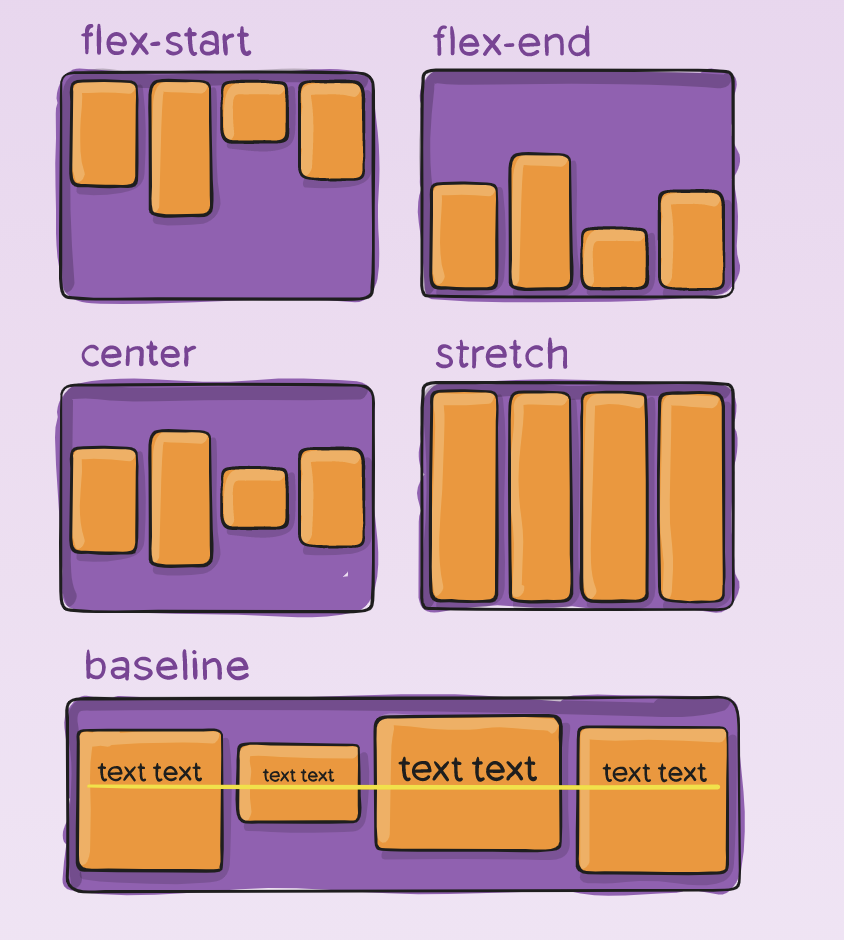 flex-start
flex-end
center
stretch
baseline
text text
text text
text text
text text